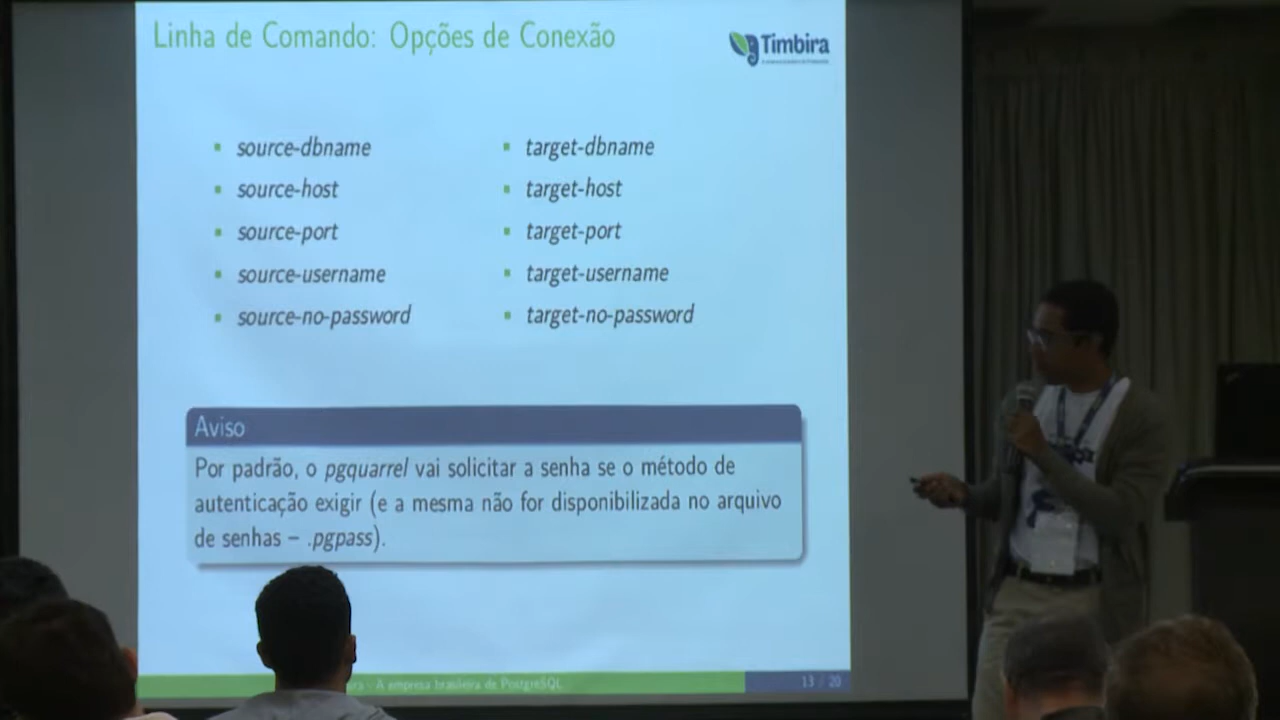 Linha de Comando: Opções de Conexão
Timbira
source-dbname
source-host
source-port
source-username
source-no-password
target-dbname
target-host
target-port
target-username
target-no-password
Aviso
Por padrão, o pgquarrel vai solicitar a senha se o método de
autenticação exigir (e a mesma não for disponibilizada no arquivo
de senhas – .pgpass).
A empresa brasileira de PostgreSQL
13 / 20